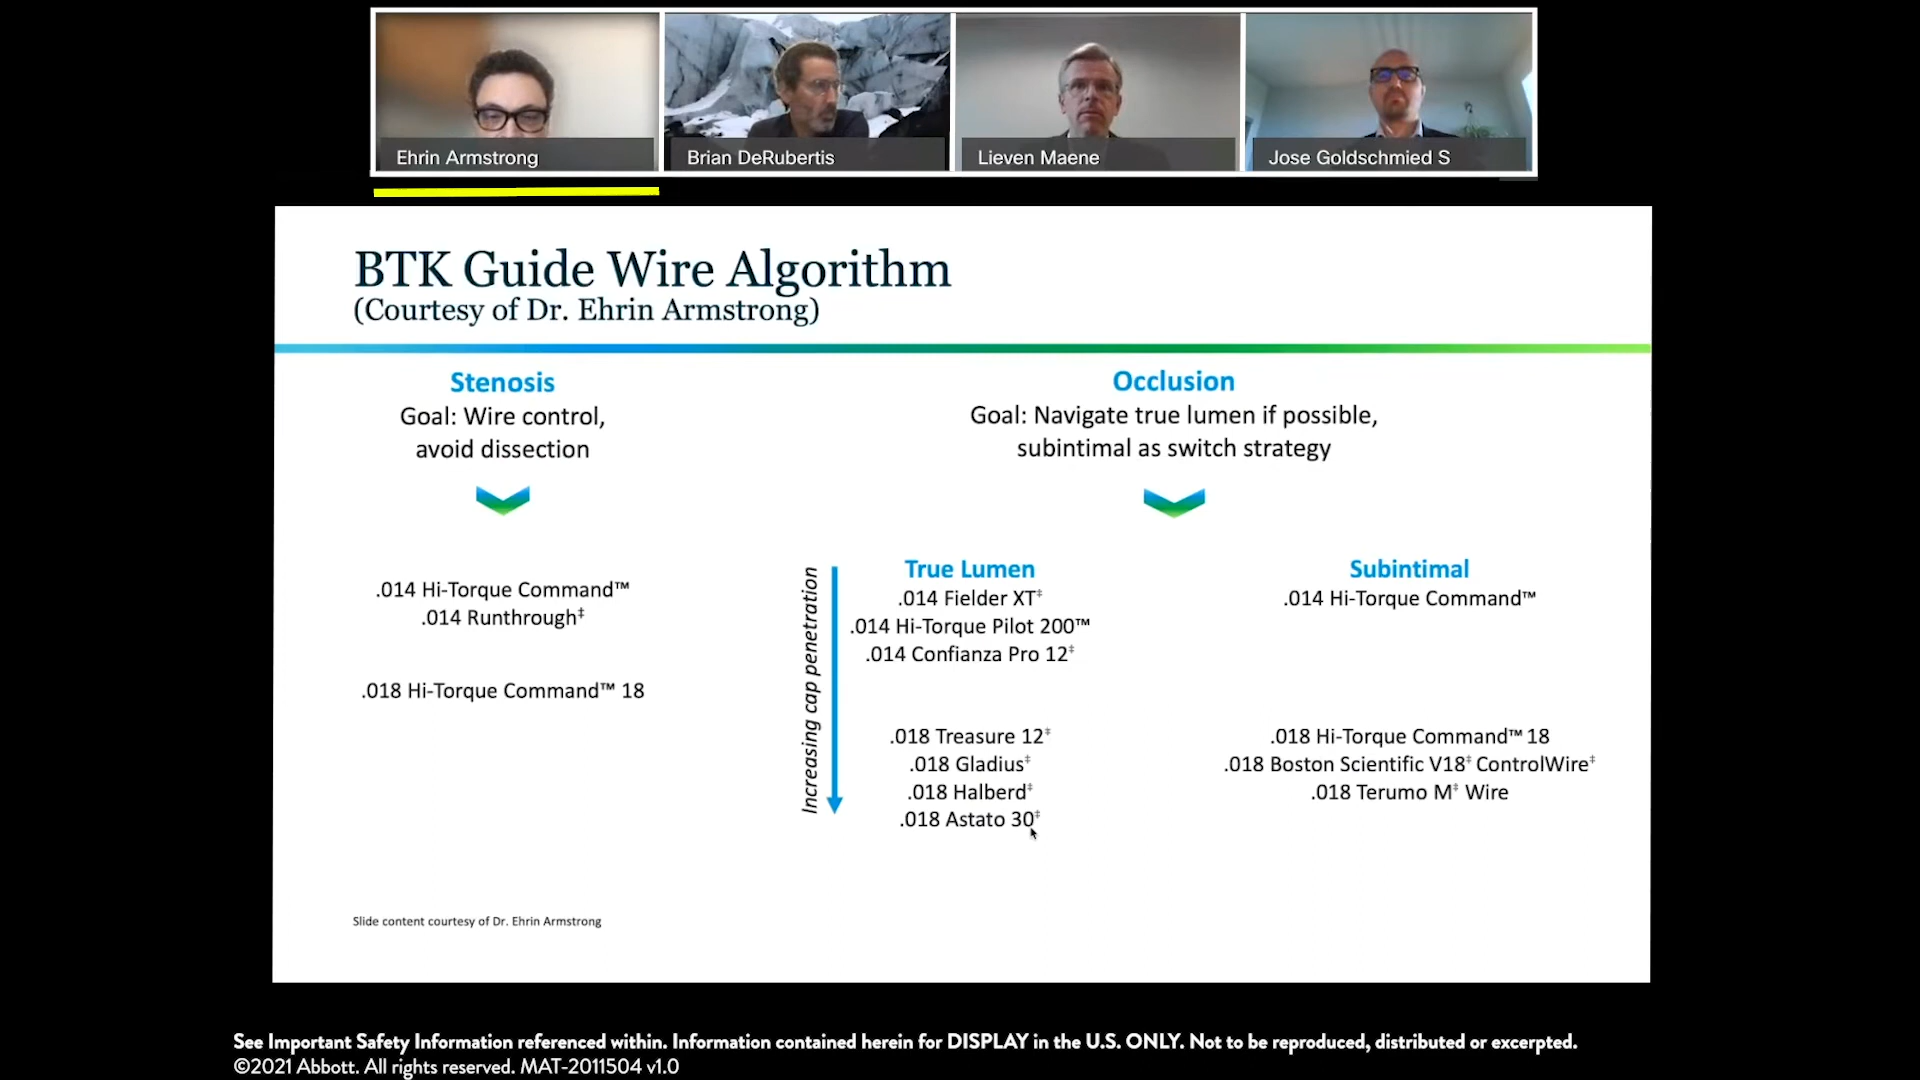 Ehrin Armstrong
Brian DeRubertis
Lieven Maene
Jose Goldschmied S
BTK Guide Wire Algorithm
(Courtesy of Dr. Ehrin Armstrong)
Stenosis
Goal: Wire control,
avoid dissection
.014 Hi-Torque Command™
.014 Runthrough‡
.018 Hi-Torque Command™ 18
Occlusion
Goal: Navigate true lumen if possible,
subintimal as switch strategy
Increasing cap penetration
True Lumen
.014 Fielder XT‡
.014 Hi-Torque Pilot 200™
.014 Confianza Pro 12‡
.018 Treasure 12‡
.018 Gladius‡
.018 Halberd‡
.018 Astato 30‡
Subintimal
.014 Hi-Torque Command™
.018 Hi-Torque Command™ 18
.018 Boston Scientific V18‡ ControlWire‡
.018 Terumo M‡ Wire
Slide content courtesy of Dr. Ehrin Armstrong
See Important Safety Information referenced within. Information contained herein for DISPLAY in the U.S. ONLY. Not to be reproduced, distributed or excerpted.
©2021 Abbott. All rights reserved. MAT-2011504 v1.0